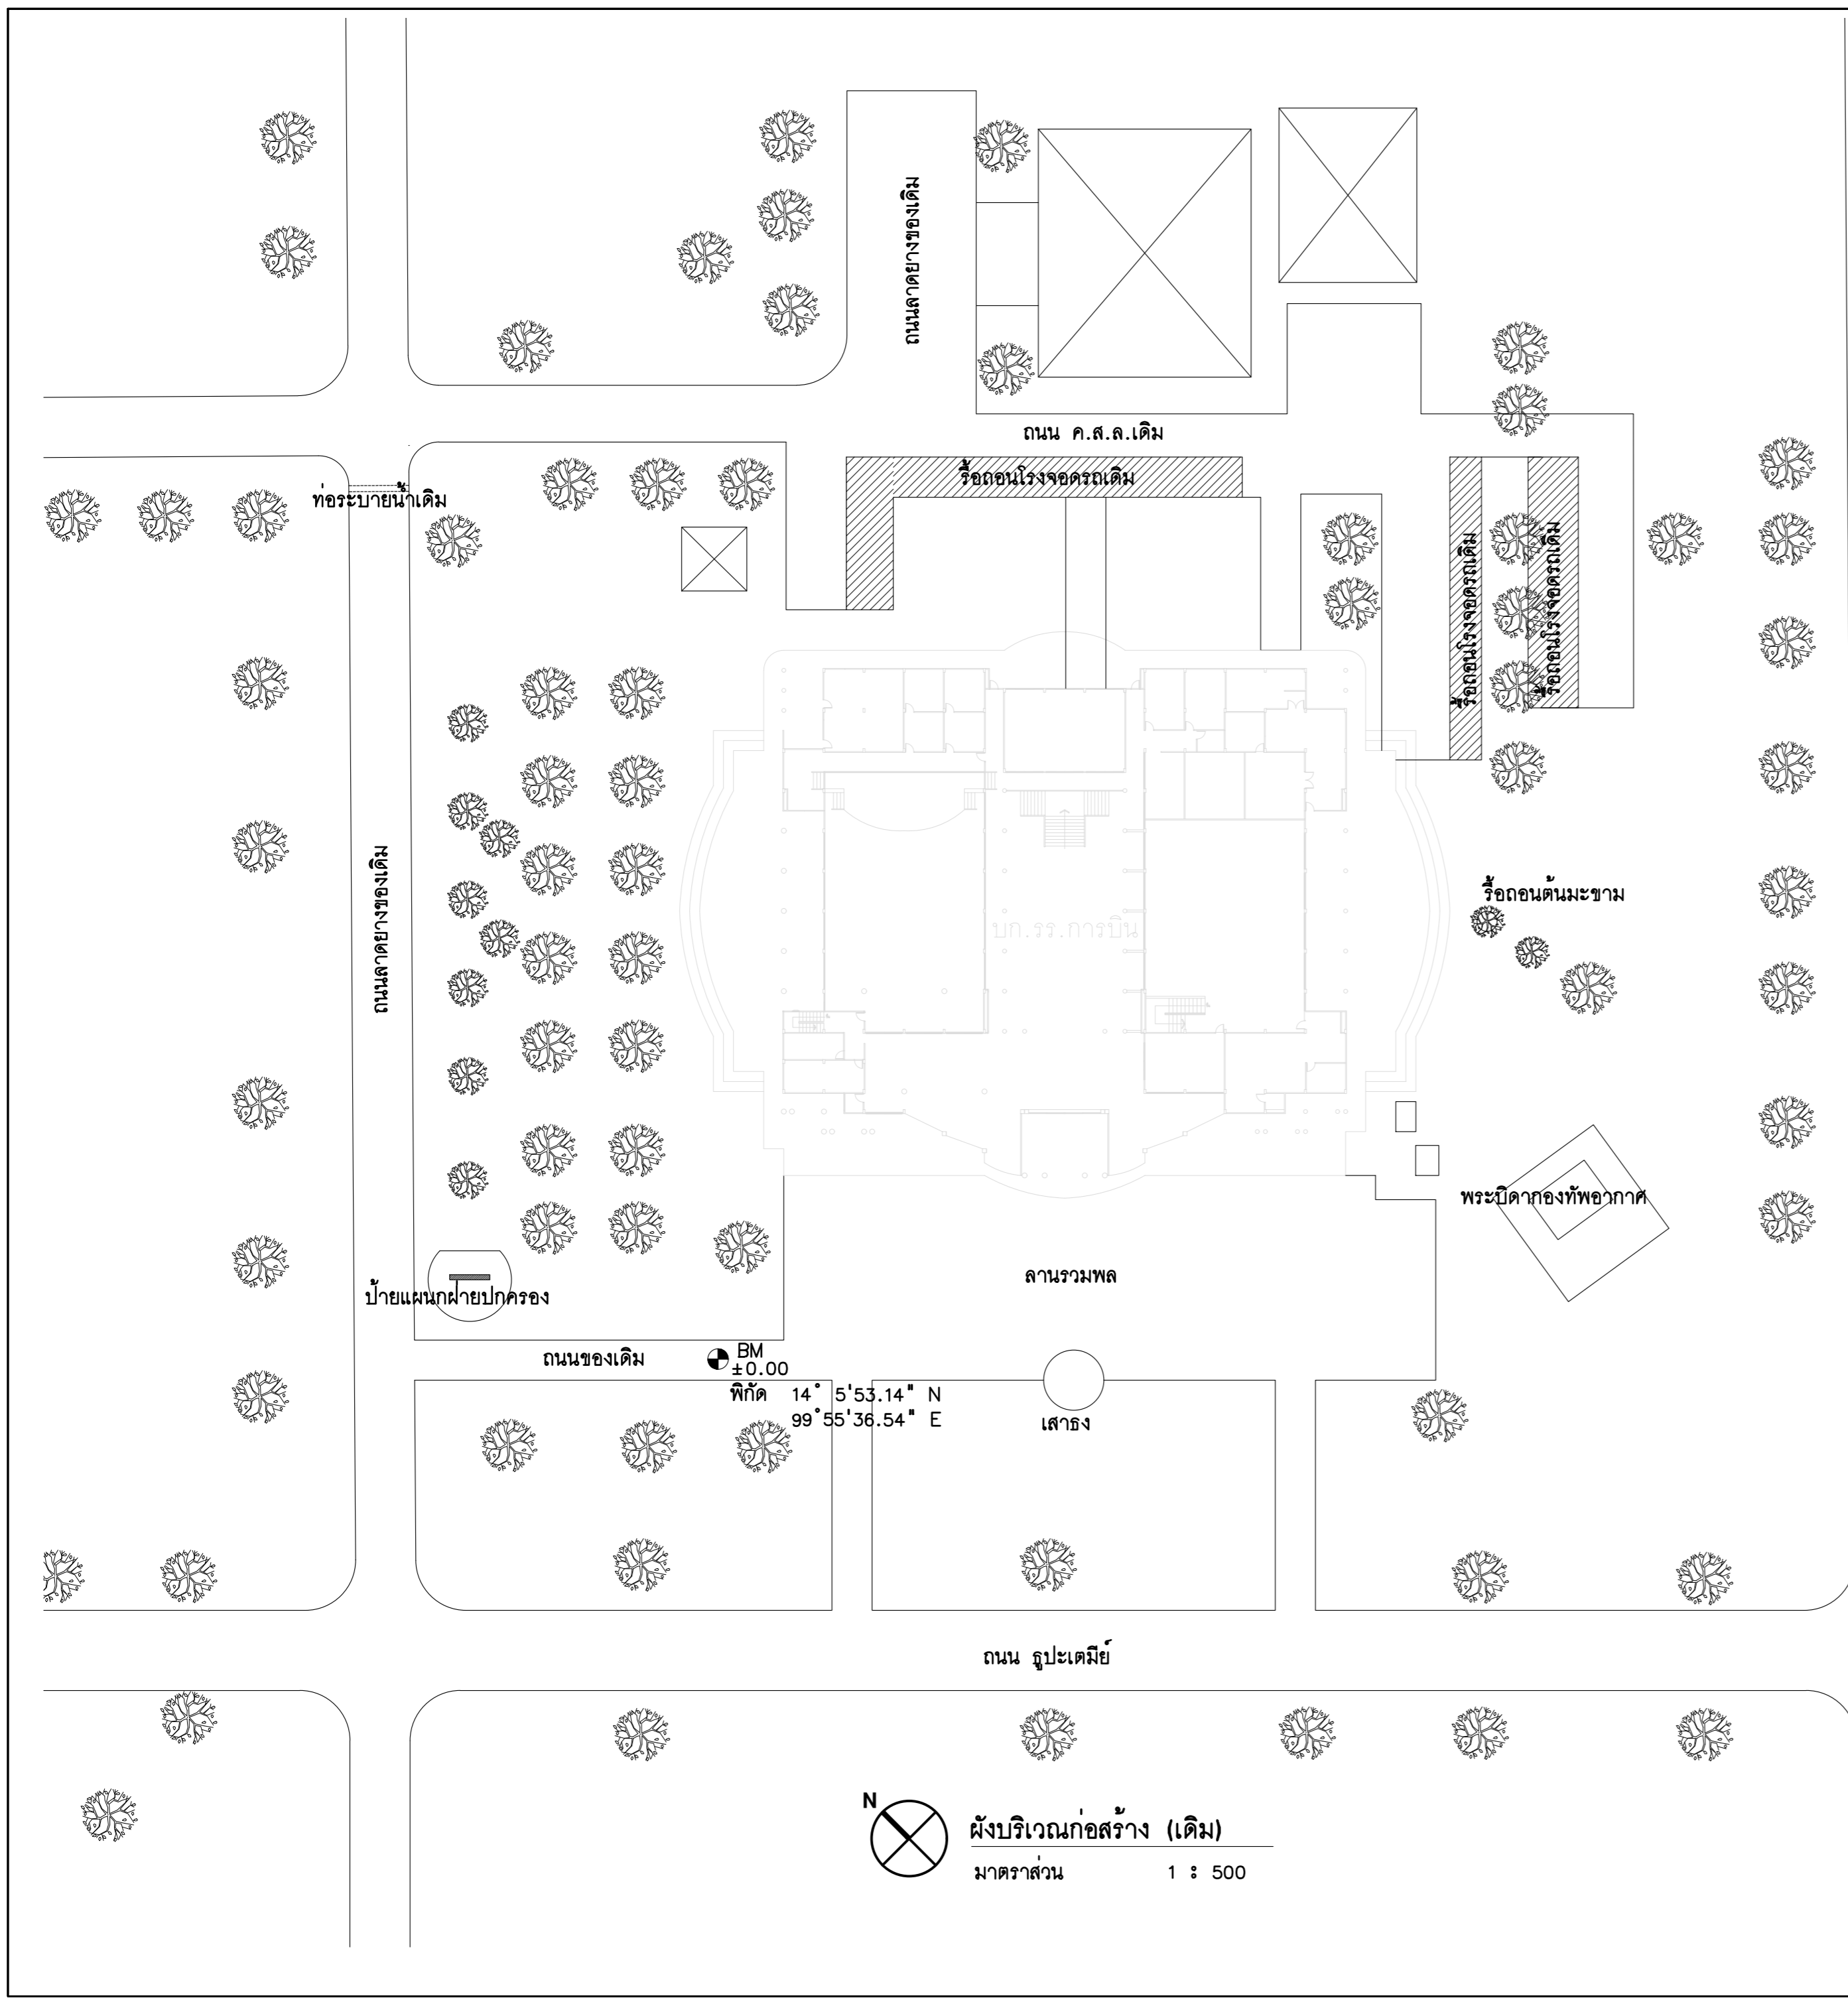 ถนนลาดยางของเดิม
ถนน ค.ส.ล.เดิม
รื้อถอนโรงจอดรถเดิม
ท่อระบายน้ำเดิม
รื้อถอนโรงจอดรถเดิม
รื้อถอนโรงจอดรถเดิม
ถนนลาดยางของเดิม
รื้อถอนต้นมะขาม
บก.รร.การบิน
พระบิดากองทัพอากาศ
ลานรวมพล
ป้ายแผนกฝ่ายปกครอง
ถนนของเดิม
BM
±0.00
พิกัด 14° 5'53.14" N
99°55'36.54" E
เสาธง
ถนน ธูปะเตมีย์
N
ผังบริเวณก่อสร้าง (เดิม)
มาตราส่วน 1 : 500